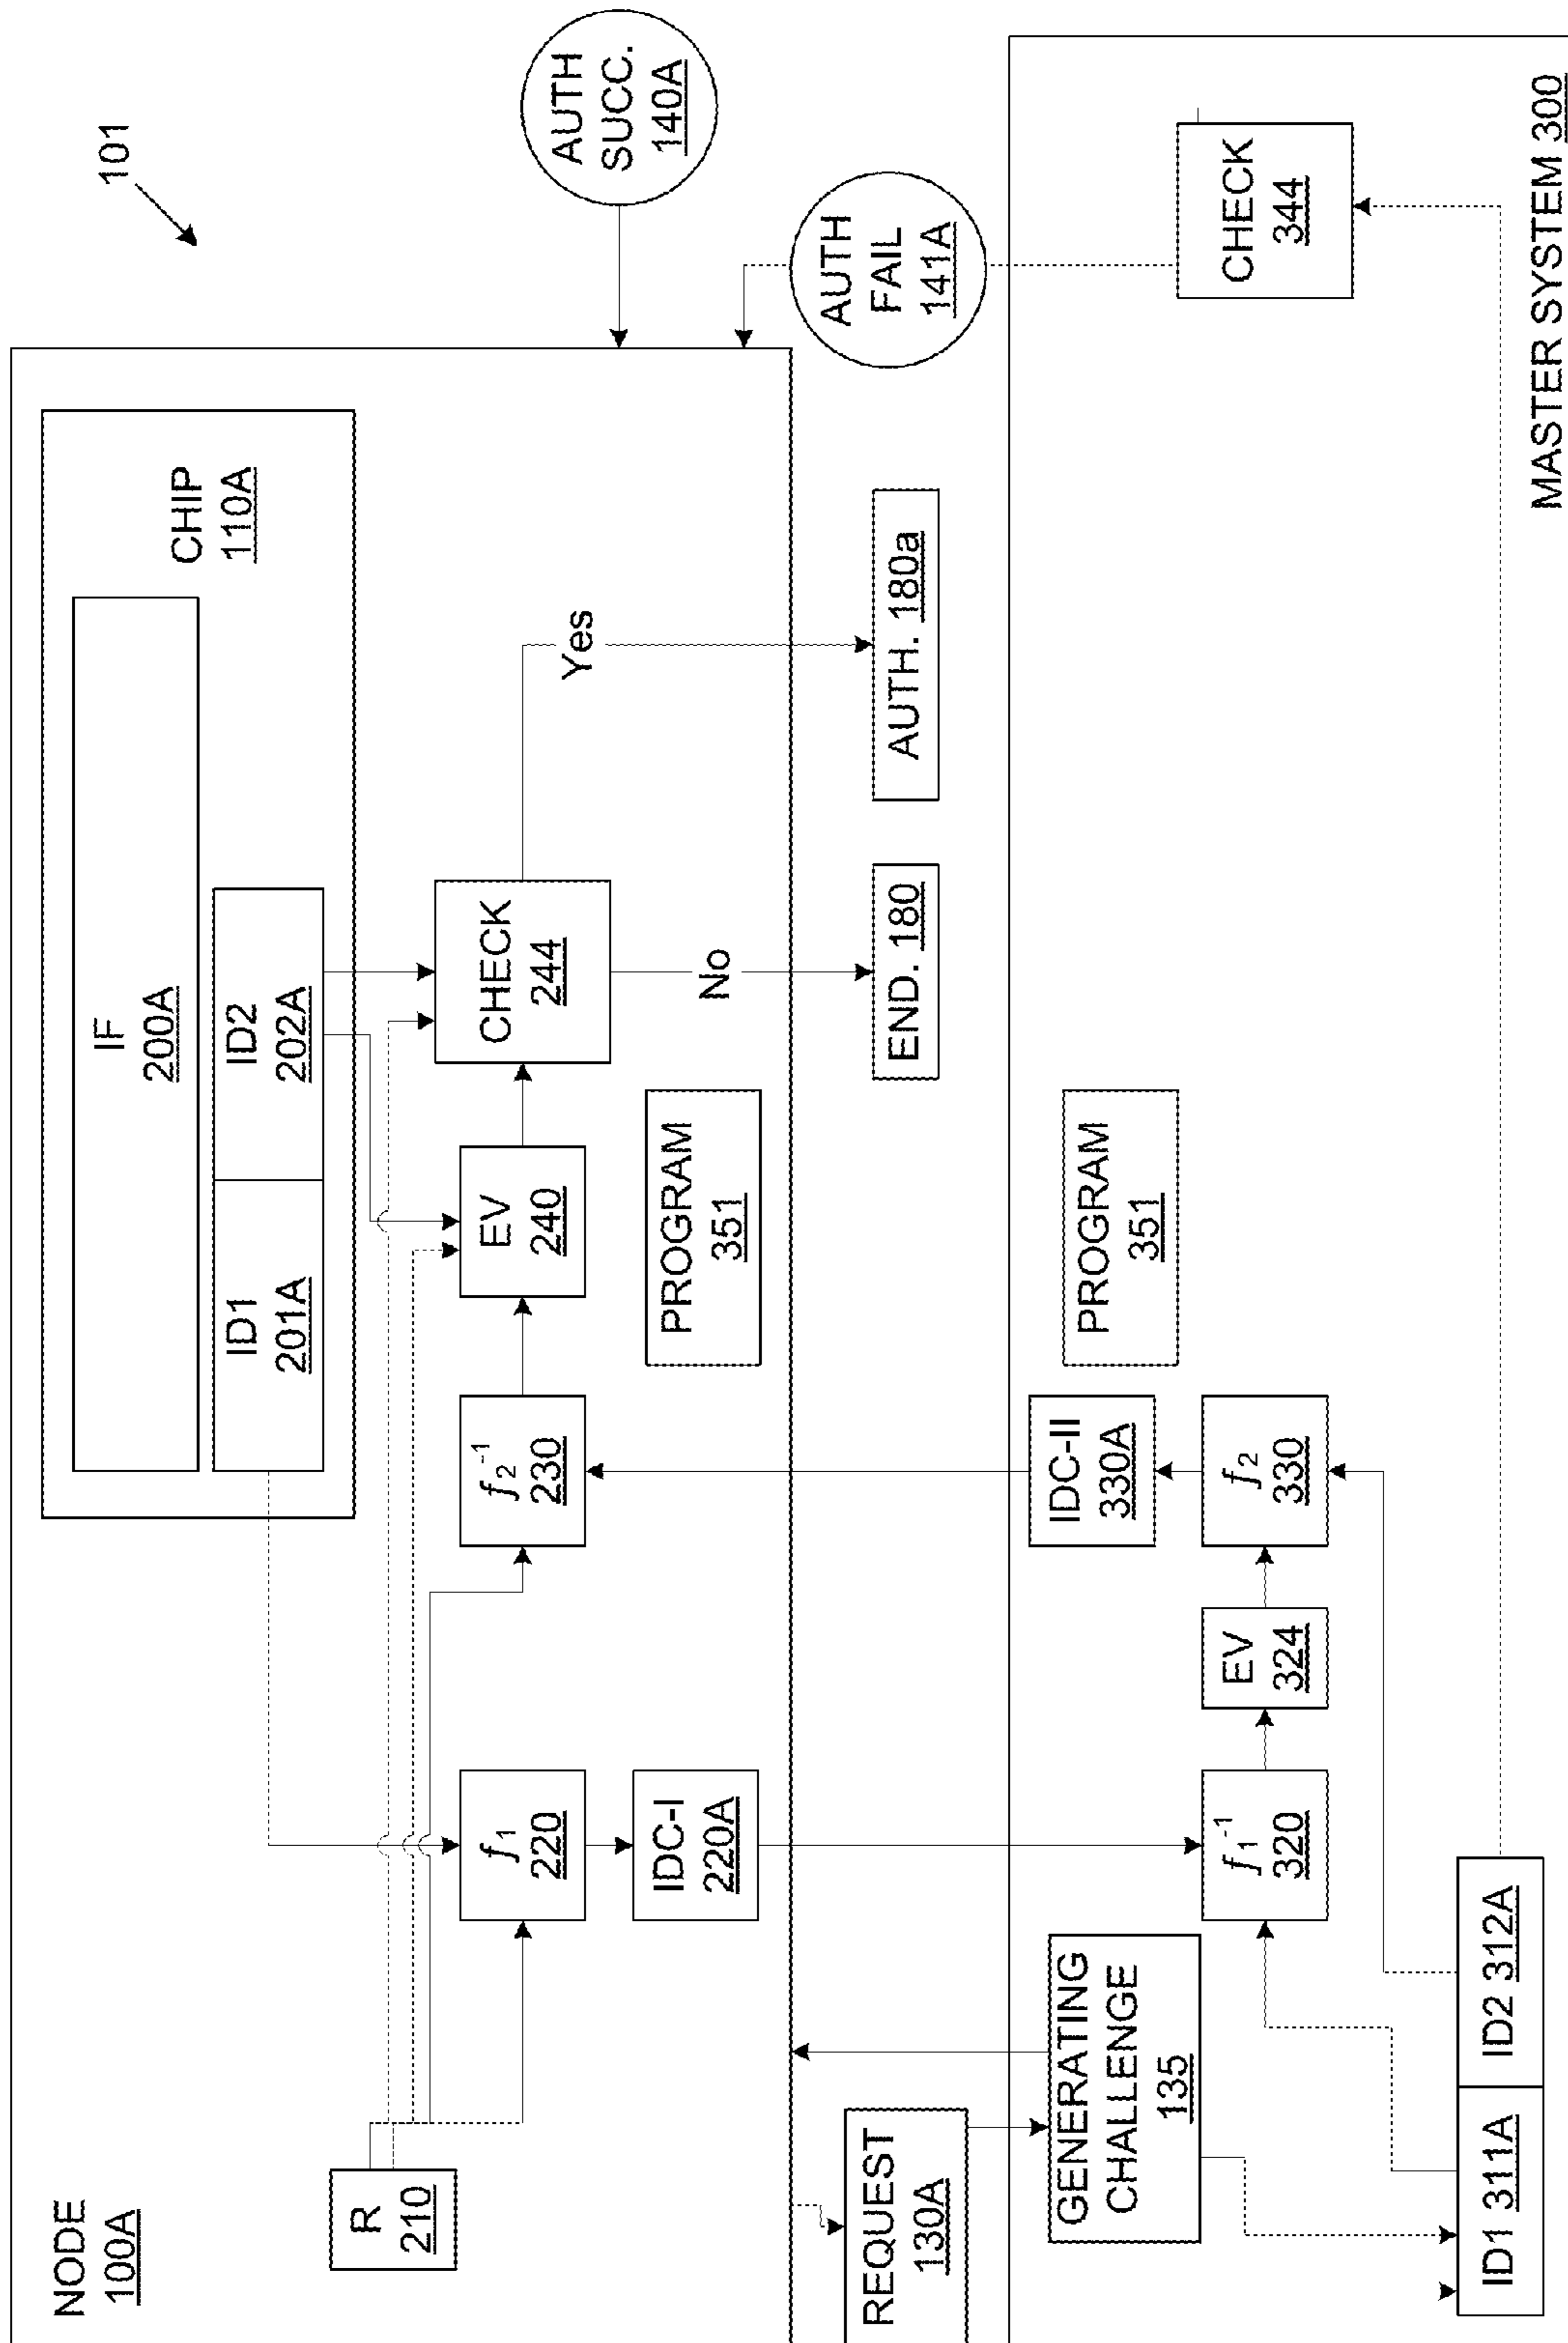 101
NODE
100A
CHIP
110A
IF
200A
ID1
201A
ID2
202A
R
210
f₁
220
IDC-I
220A
f₂⁻¹
230
EV
240
CHECK
244
Yes
No
PROGRAM
351
AUTH
SUCC.
140A
AUTH
FAIL
141A
REQUEST
130A
END. 180
AUTH. 180a
GENERATING
CHALLENGE
135
f₁⁻¹
320
EV
324
f₂
330
IDC-II
330A
PROGRAM
351
CHECK
344
ID1 311A
ID2 312A
MASTER SYSTEM 300